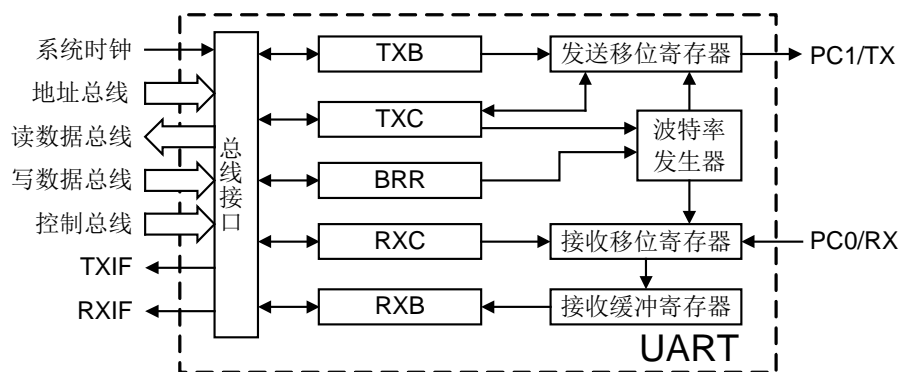 系统时钟
地址总线
读数据总线
写数据总线
控制总线
TXIF
RXIF
总线接口
TXB
TXC
BRR
RXC
RXB
发送移位寄存器
波特率
发生器
接收移位寄存器
接收缓冲寄存器
PC1/TX
PC0/RX
UART